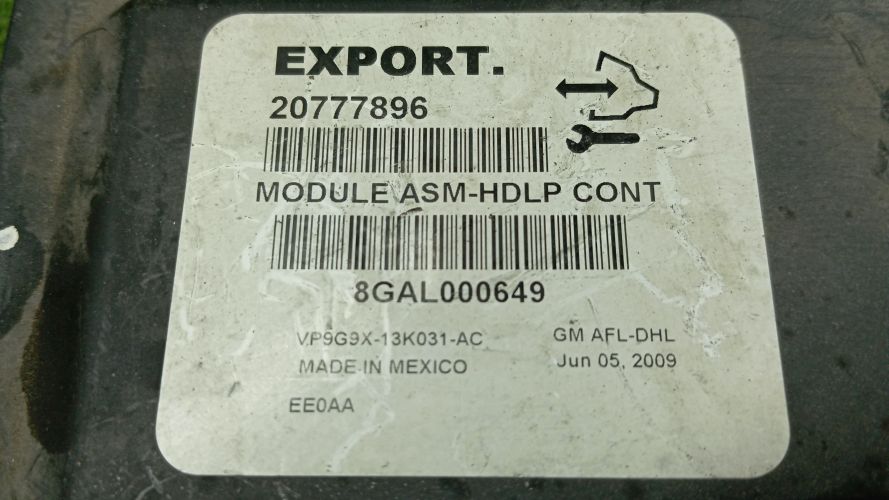 EXPORT.
20777896
MODULE ASM-HDLP CONT
8GAL000649
VP9G9X-13K031-AC GM AFL-DHL
MADE IN MEXICO Jun 05, 2009
EE0AA